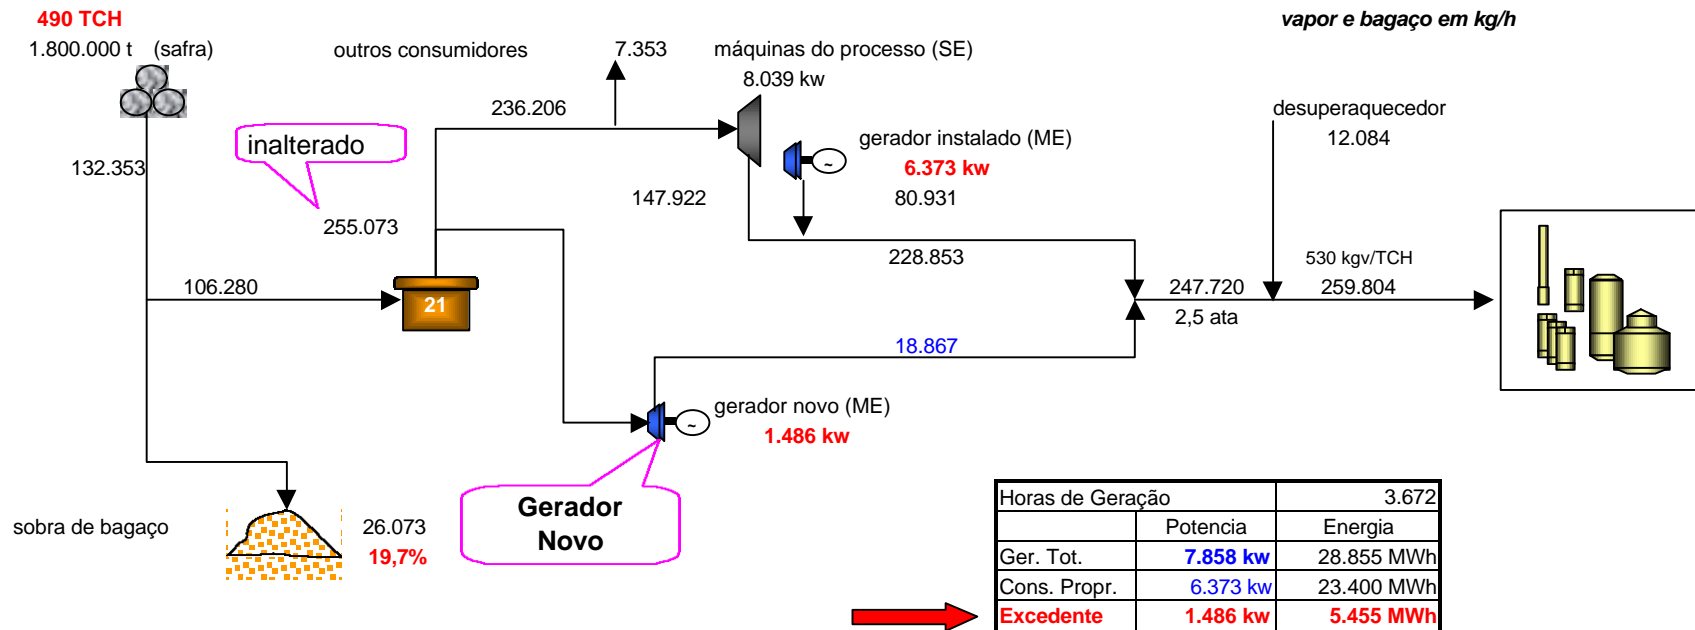 490 TCH
vapor e bagaço em kg/h
1.800.000 t (safra)
outros consumidores
7.353
máquinas do processo (SE)
8.039 kw
236.206
desuperaquecedor
12.084
inalterado
gerador instalado (ME)
~
6.373 kw
132.353
147.922
80.931
255.073
228.853
530 kgv/TCH
106.280
247.720
259.804
21
2,5 ata
18.867
gerador novo (ME)
~
1.486 kw
Gerador
Novo
sobra de bagaço
26.073
19,7%
Horas de Geração 3.672
Potencia Energia
Ger. Tot. 7.858 kw 28.855 MWh
Cons. Propr. 6.373 kw 23.400 MWh
Excedente 1.486 kw 5.455 MWh